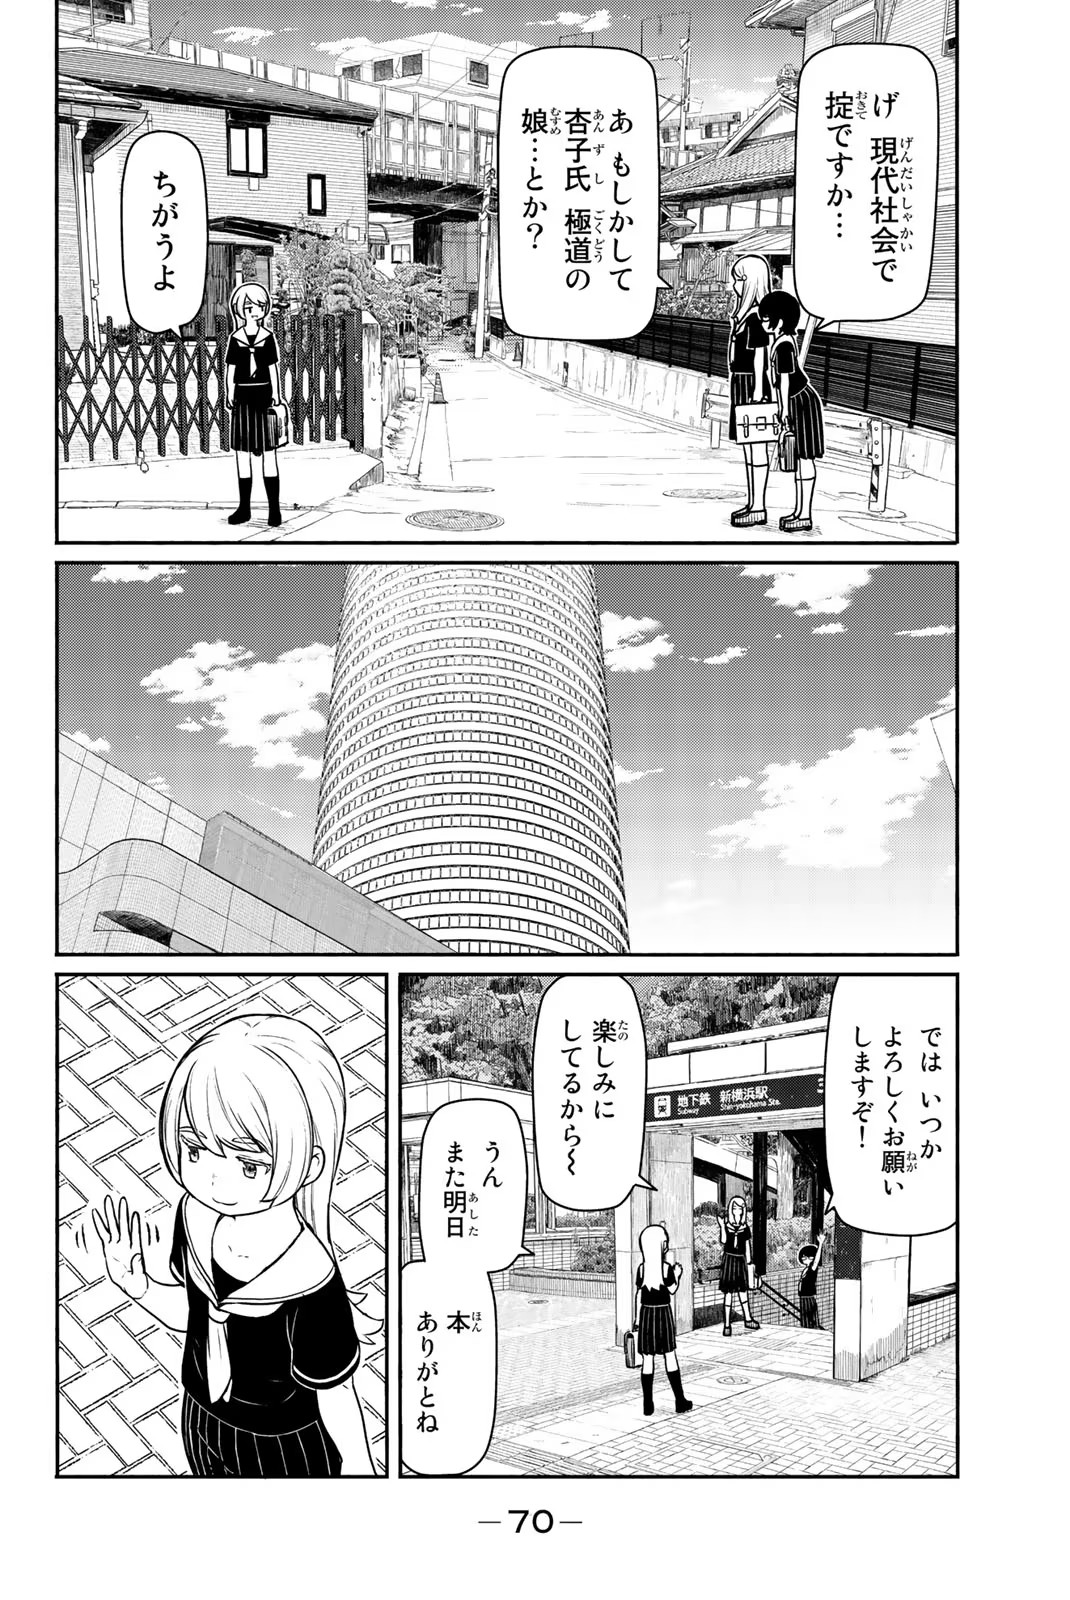 げ 現代社会で
掟ですか…
あ もしかして
杏子氏 極道の
娘…とか？
ちがうよ
では いつか
よろしくお願い
しますぞ！
地下鉄 新横浜駅
Subway Shin-yokohama Sta.
3
楽しみに
してるから〜
うん
また明日
本
ありがとね
—70—